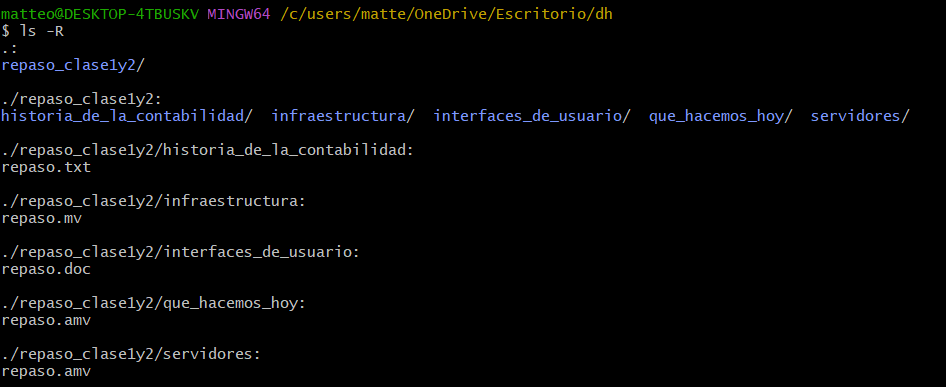 matteo@DESKTOP-4TBUSKV MINGW64 /c/users/matte/OneDrive/Escritorio/dh
$ ls -R
.:
repaso_clase1y2/

./repaso_clase1y2:
historia_de_la_contabilidad/  infraestructura/  interfaces_de_usuario/  que_hacemos_hoy/  servidores/

./repaso_clase1y2/historia_de_la_contabilidad:
repaso.txt

./repaso_clase1y2/infraestructura:
repaso.mv

./repaso_clase1y2/interfaces_de_usuario:
repaso.doc

./repaso_clase1y2/que_hacemos_hoy:
repaso.amv

./repaso_clase1y2/servidores:
repaso.amv